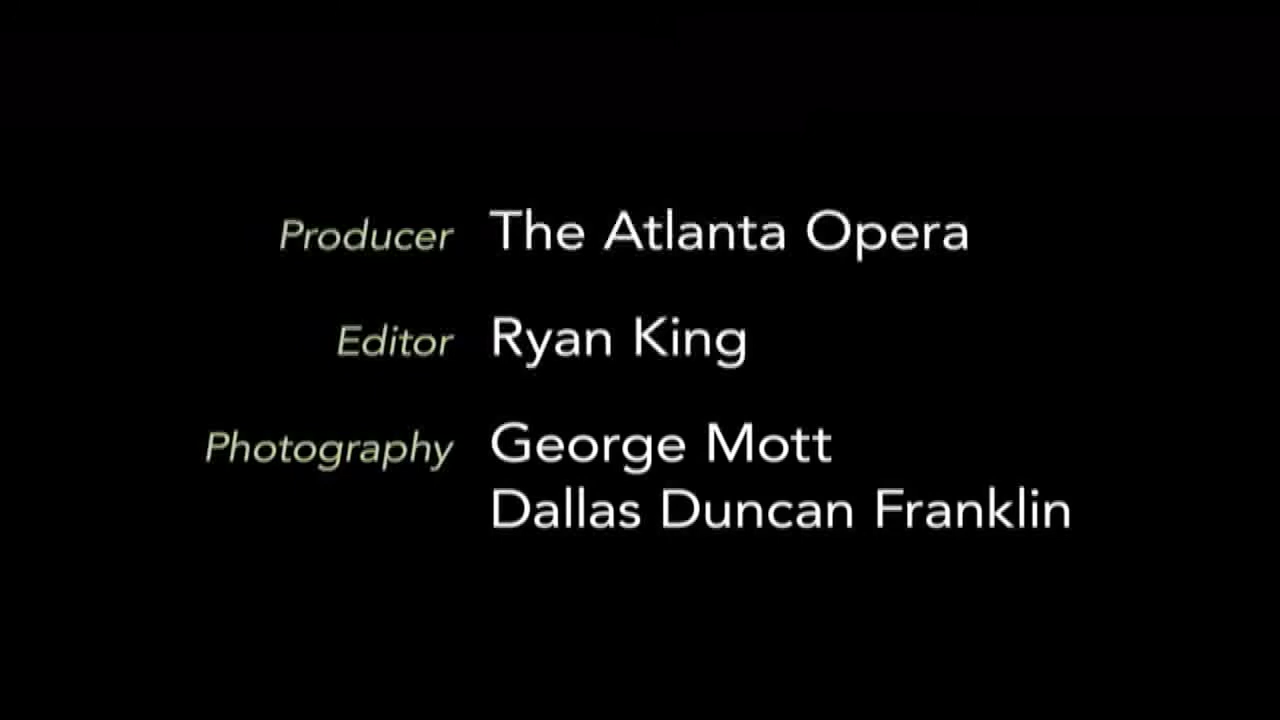 Producer The Atlanta Opera
Editor Ryan King
Photography George Mott
Dallas Duncan Franklin